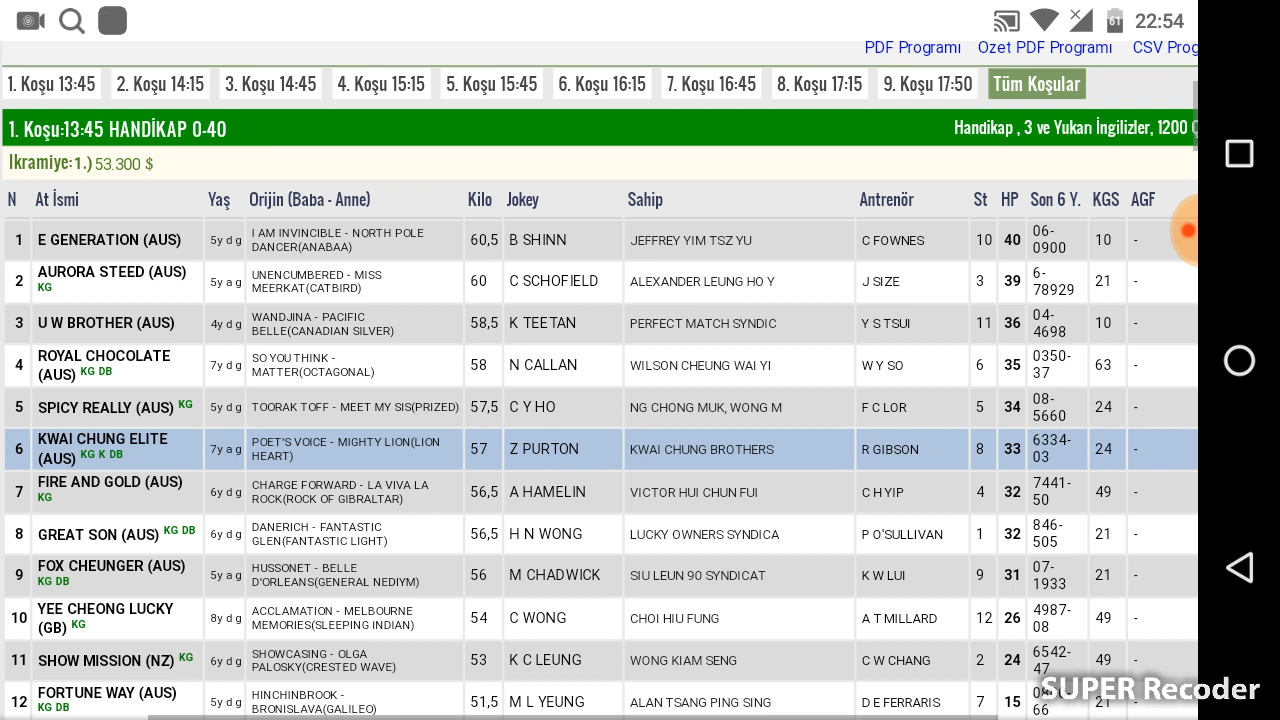 61 22:54
PDF Programı Özet PDF Programı CSV Prog
1. Koşu 13:45 2. Koşu 14:15 3. Koşu 14:45 4. Koşu 15:15 5. Koşu 15:45 6. Koşu 16:15 7. Koşu 16:45 8. Koşu 17:15 9. Koşu 17:50 Tüm Koşular
1. Koşu:13:45 HANDİKAP 0-40 Handikap , 3 ve Yukarı İngilizler, 1200
İkramiye: 1.) 53.300 $
N At İsmi Yaş Orijin (Baba - Anne) Kilo Jokey Sahip Antrenör St HP Son 6 Y. KGS AGF
1 E GENERATION (AUS) 5y d g I AM INVINCIBLE - NORTH POLE DANCER(ANABAA) 60,5 B SHINN JEFFREY YIM TSZ YU C FOWNES 10 40 06-0900 10 -
2 AURORA STEED (AUS) KG 5y a g UNENCUMBERED - MISS MEERKAT(CATBIRD) 60 C SCHOFIELD ALEXANDER LEUNG HO Y J SIZE 3 39 6-78929 21 -
3 U W BROTHER (AUS) 4y d g WANDJINA - PACIFIC BELLE(CANADIAN SILVER) 58,5 K TEETAN PERFECT MATCH SYNDIC Y S TSUI 11 36 04-4698 10 -
4 ROYAL CHOCOLATE (AUS) KG DB 7y d g SO YOU THINK - MATTER(OCTAGONAL) 58 N CALLAN WILSON CHEUNG WAI YI W Y SO 6 35 0350-37 63 -
5 SPICY REALLY (AUS) KG 5y d g TOORAK TOFF - MEET MY SIS(PRIZED) 57,5 C Y HO NG CHONG MUK, WONG M F C LOR 5 34 08-5660 24 -
6 KWAI CHUNG ELITE (AUS) KG K DB 7y a g POET'S VOICE - MIGHTY LION(LION HEART) 57 Z PURTON KWAI CHUNG BROTHERS R GIBSON 8 33 6334-03 24 -
7 FIRE AND GOLD (AUS) KG 6y d g CHARGE FORWARD - LA VIVA LA ROCK(ROCK OF GIBRALTAR) 56,5 A HAMELIN VICTOR HUI CHUN FUI C H YIP 4 32 7441-50 49 -
8 GREAT SON (AUS) KG DB 6y d g DANERICH - FANTASTIC GLEN(FANTASTIC LIGHT) 56,5 H N WONG LUCKY OWNERS SYNDICA P O'SULLIVAN 1 32 846-505 21 -
9 FOX CHEUNGER (AUS) KG DB 5y a g HUSSONET - BELLE D'ORLEANS(GENERAL NEDIYM) 56 M CHADWICK SIU LEUN 90 SYNDICAT K W LUI 9 31 07-1933 21 -
10 YEE CHEONG LUCKY (GB) KG 8y d g ACCLAMATION - MELBOURNE MEMORIES(SLEEPING INDIAN) 54 C WONG CHOI HIU FUNG A T MILLARD 12 26 4987-08 49 -
11 SHOW MISSION (NZ) KG 6y d g SHOWCASING - OLGA PALOSKY(CRESTED WAVE) 53 K C LEUNG WONG KIAM SENG C W CHANG 2 24 6542-47 49 -
12 FORTUNE WAY (AUS) KG DB 5y d g HINCHINBROOK - BRONISLAVA(GALILEO) 51,5 M L YEUNG ALAN TSANG PING SING D E FERRARIS 7 15 66 21 -
SUPER Recoder